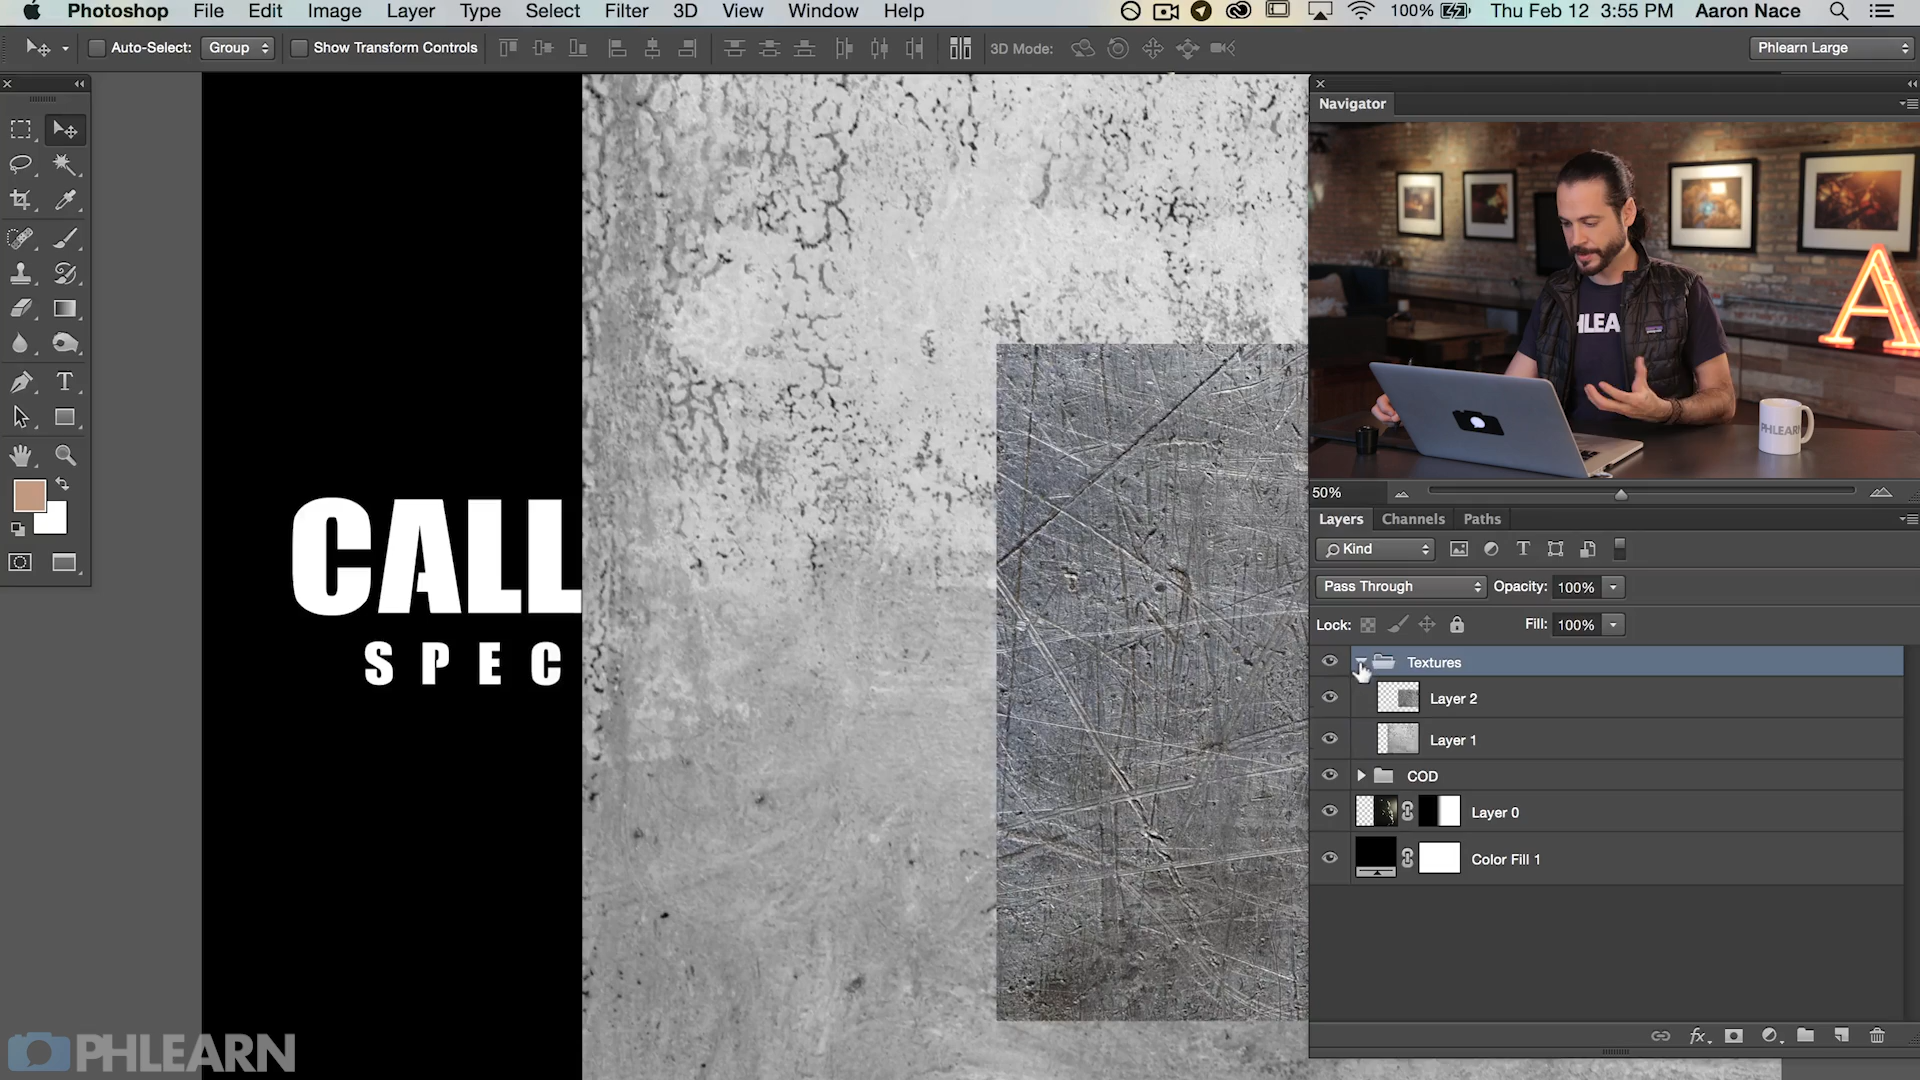 Photoshop File Edit Image Layer Type Select Filter 3D View Window Help 100% Thu Feb 12 3:55 PM Aaron Nace
Auto-Select: Group Show Transform Controls 3D Mode: Phlearn Large
Navigator
HLEA
A
PHLEARN
50%
Layers Channels Paths
Kind
Pass Through Opacity: 100%
Lock: Fill: 100%
Textures
Layer 2
Layer 1
COD
Layer 0
Color Fill 1
CALL
SPEC
PHLEARN